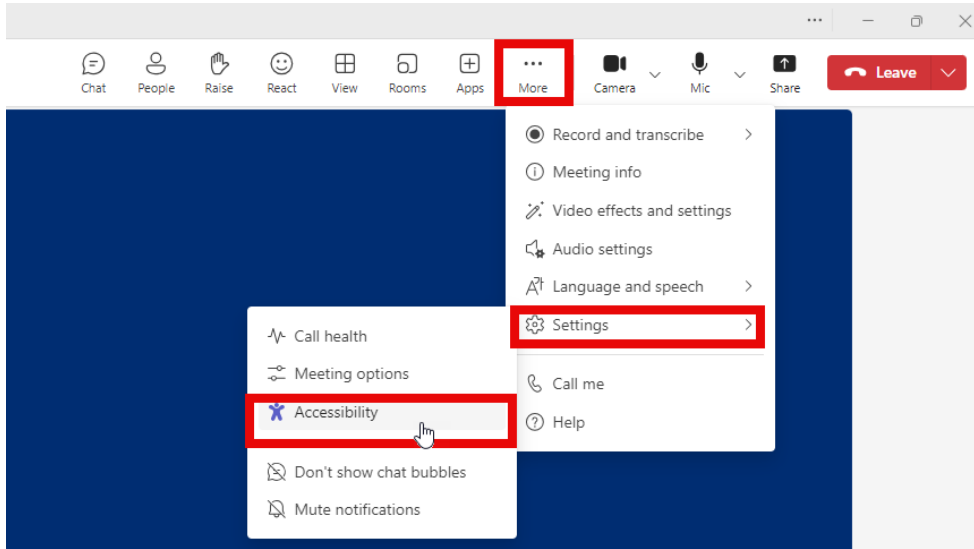 Chat People Raise React View Rooms Apps More Camera Mic Share Leave
Record and transcribe
Meeting info
Video effects and settings
Audio settings
Language and speech
Settings
Call me
Help
Call health
Meeting options
Accessibility
Don't show chat bubbles
Mute notifications